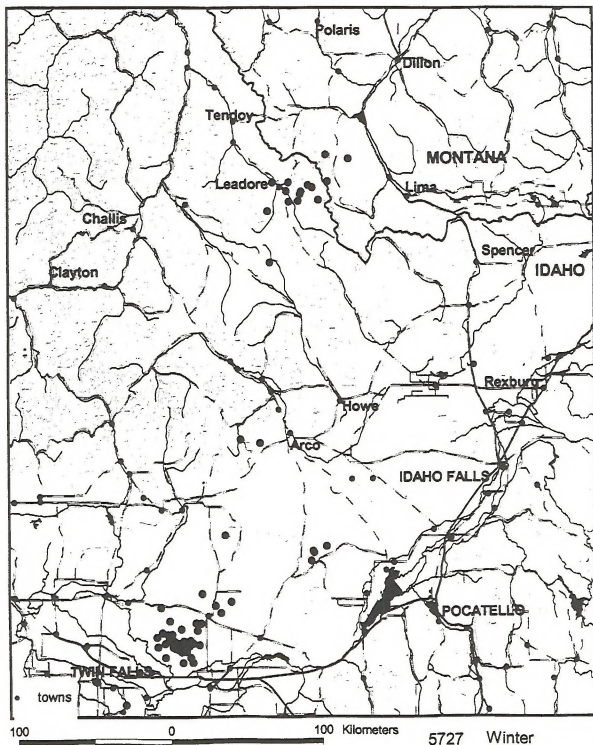 Polaris
Dillon
Tendoy
MONTANA
Leadore
Lima
Challis
Spencer
Clayton
IDAHO
Rexburg
Howe
Arco
IDAHO FALLS
POCATELLO
TWIN FALLS
towns
100 0 100 Kilometers
5727 Winter